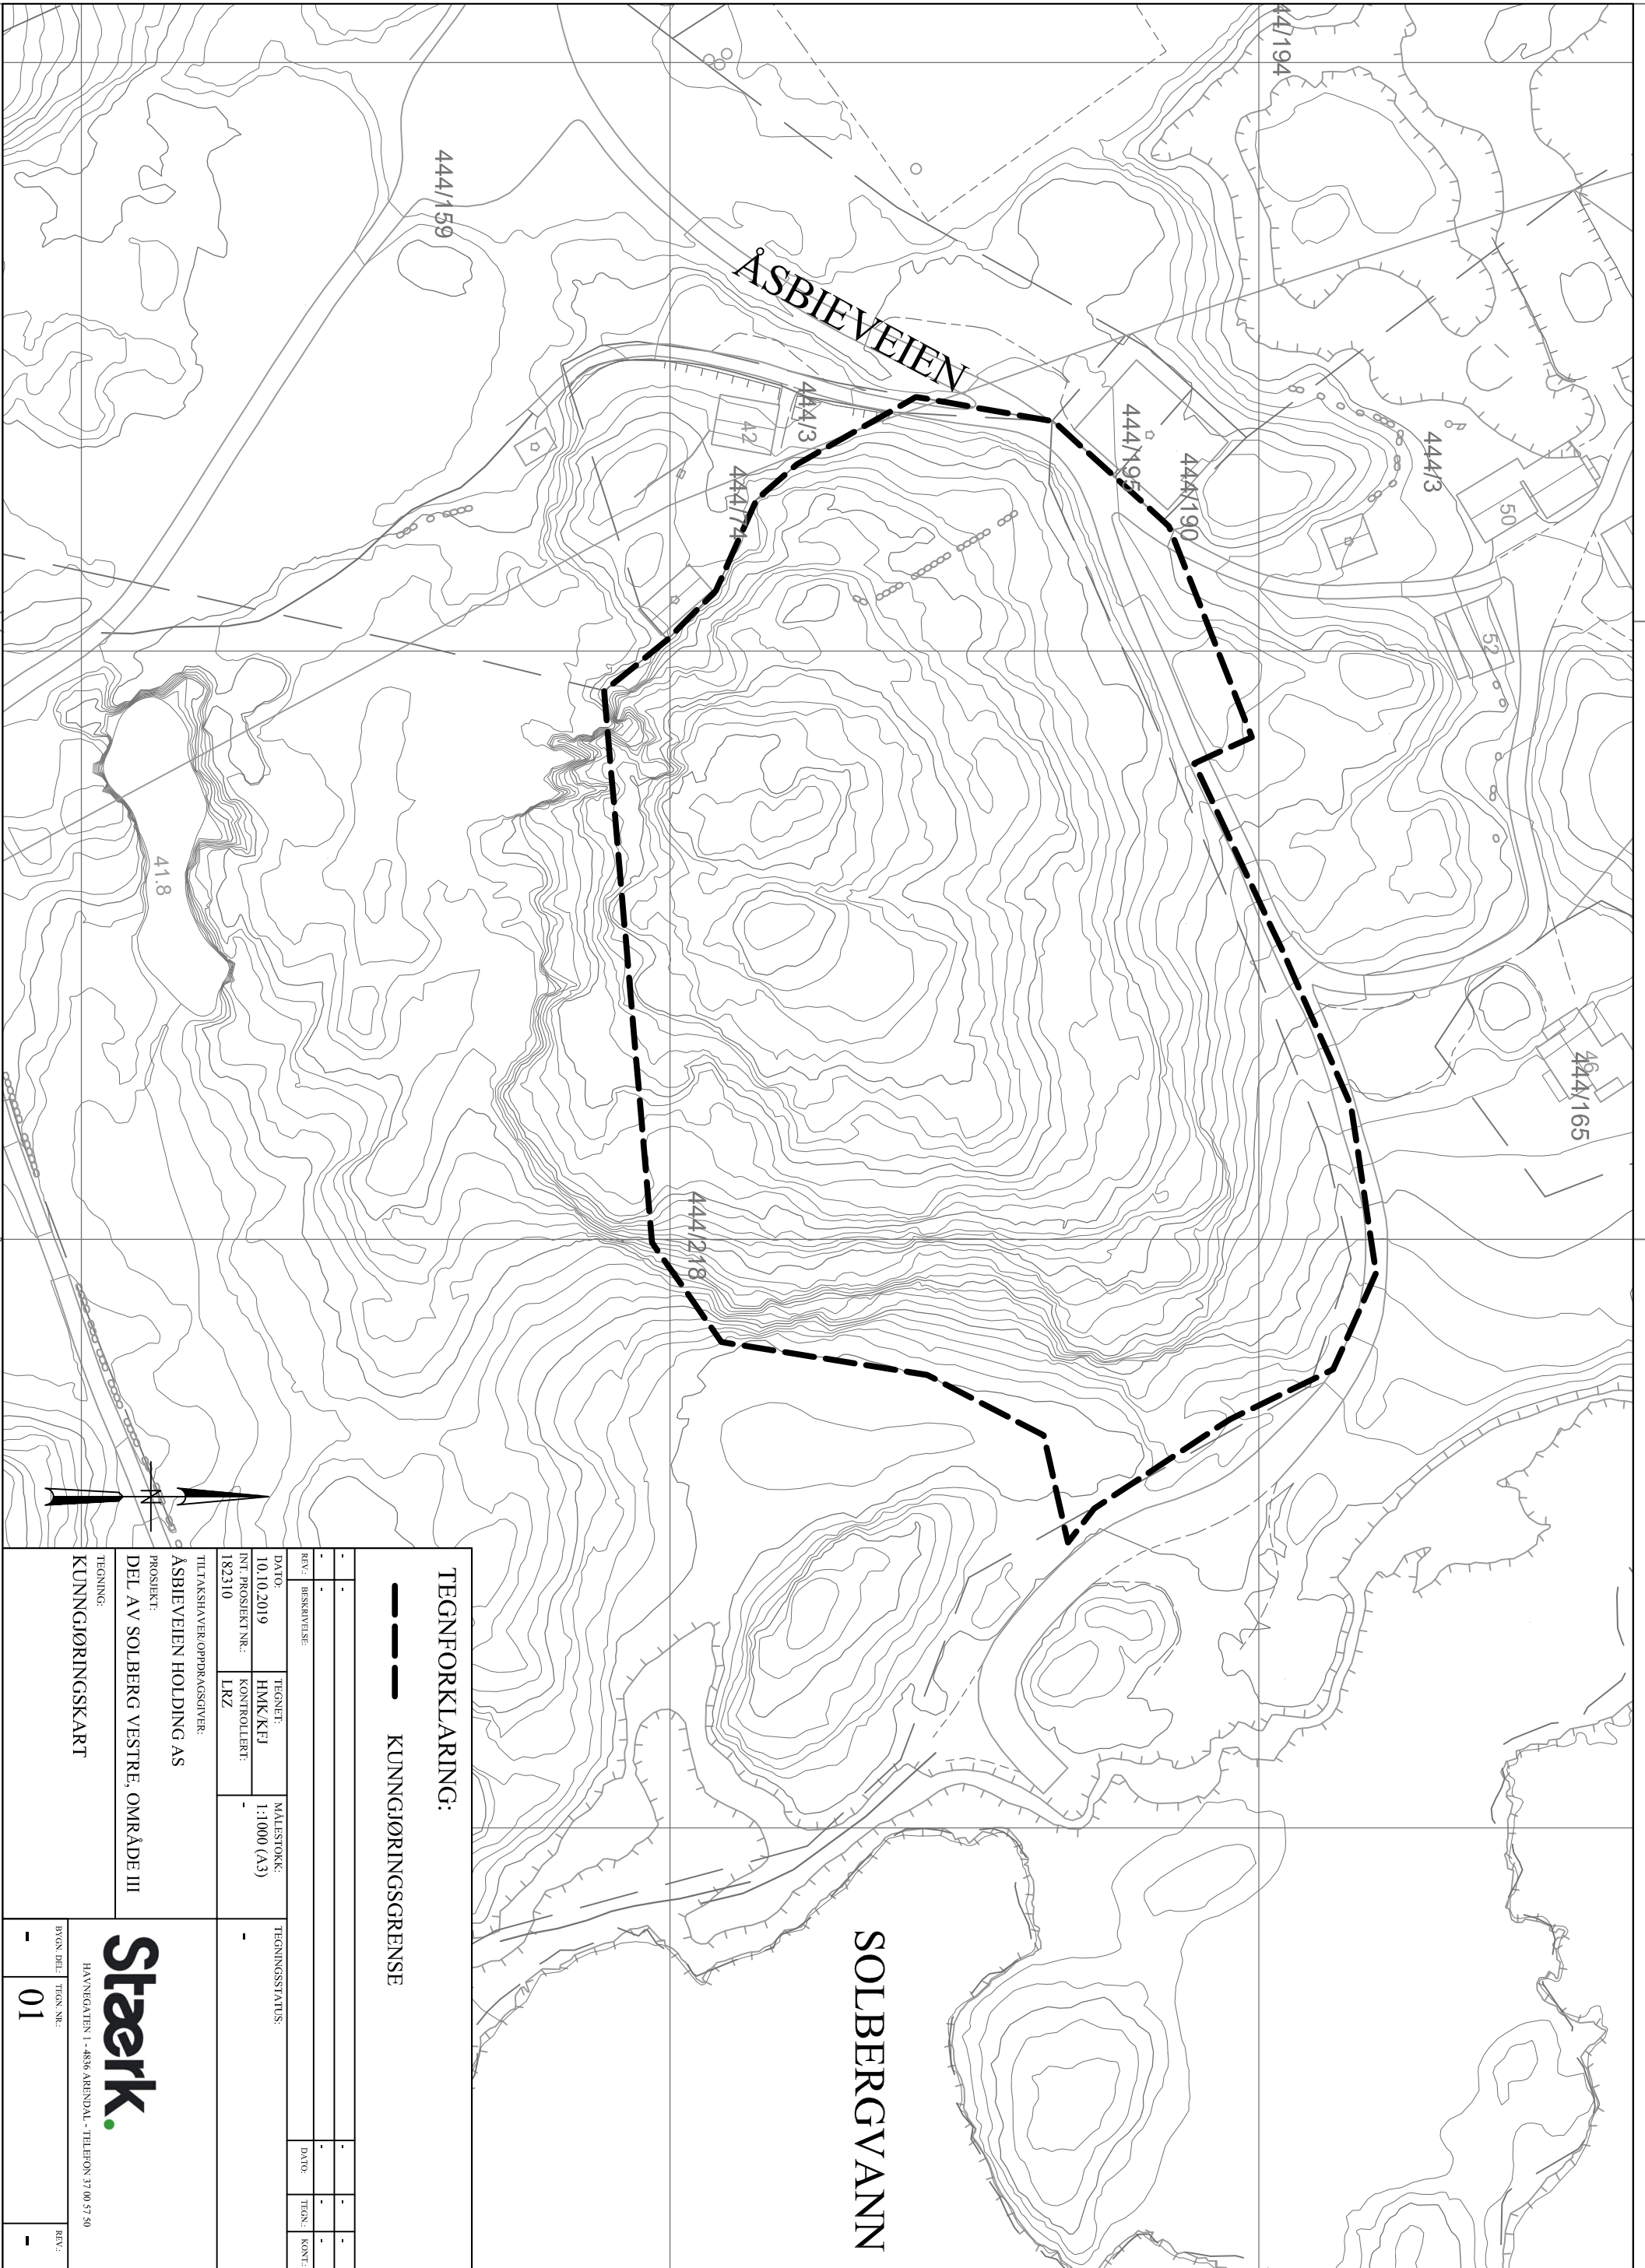 44/194
444/159
ÅSBIEVEIEN
444/3
42
444/74
444/195
444/190
444/3
50
52
46
444/165
41.8
444/218
SOLBERGVANN
N
TEGNFORKLARING:
KUNNGJØRINGSGRENSE
- - - - -
- - - - -
REV.: BESKRIVELSE: DATO: TEGN.: KONT.:
DATO: TEGNET: MÅLESTOKK: TEGNINGSSTATUS:
10.10.2019 HMK/KFJ 1:1000 (A3) -
INT. PROSJEKT NR.: KONTROLLERT:
182310 LRZ -
TILTAKSHAVER/OPPDRAGSGIVER:
ÅSBIEVEIEN HOLDING AS
PROSJEKT:
DEL AV SOLBERG VESTRE, OMRÅDE III
TEGNING:
KUNNGJØRINGSKART
Stærk.
HAVNEGATEN 1 - 4836 ARENDAL - TELEFON 37 00 57 50
BYGN. DEL: TEGN. NR.: REV.:
- 01 -